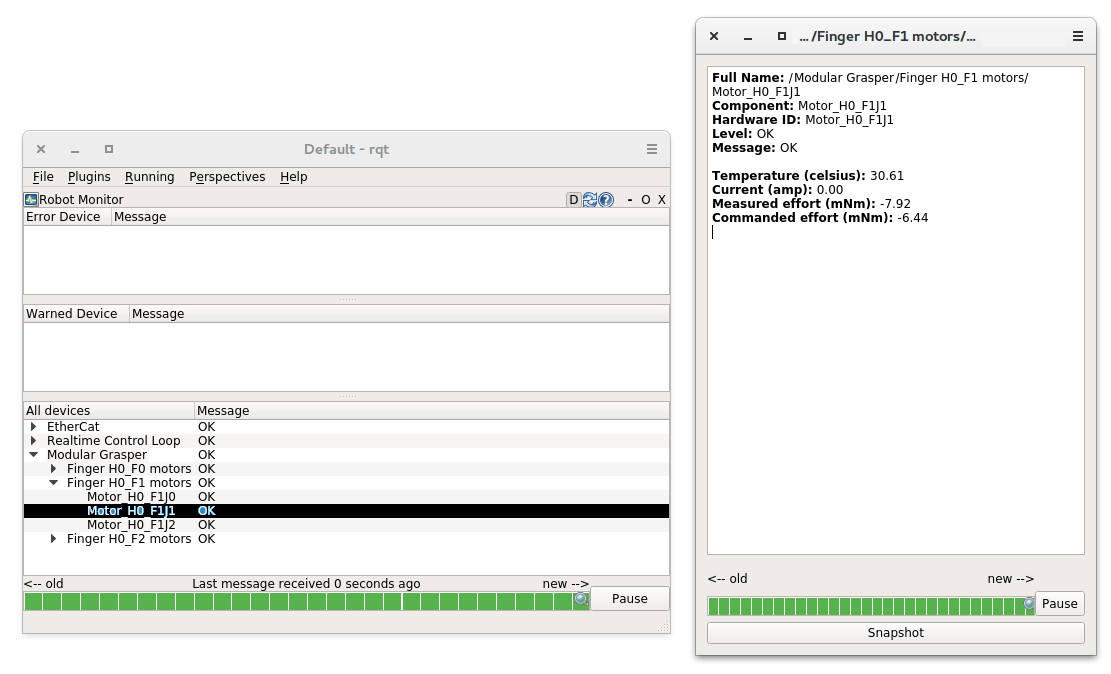 Default - rqt
File Plugins Running Perspectives Help
Robot Monitor
D ? - O X
Error Device Message
Warned Device Message
All devices Message
EtherCat OK
Realtime Control Loop OK
Modular Grasper OK
Finger H0_F0 motors OK
Finger H0_F1 motors OK
Motor_H0_F1J0 OK
Motor_H0_F1J1 OK
Motor_H0_F1J2 OK
Finger H0_F2 motors OK
<-- old Last message received 0 seconds ago new -->
Pause
.../Finger H0_F1 motors/...
Full Name: /Modular Grasper/Finger H0_F1 motors/
Motor_H0_F1J1
Component: Motor_H0_F1J1
Hardware ID: Motor_H0_F1J1
Level: OK
Message: OK
Temperature (celsius): 30.61
Current (amp): 0.00
Measured effort (mNm): -7.92
Commanded effort (mNm): -6.44
<-- old new -->
Pause
Snapshot